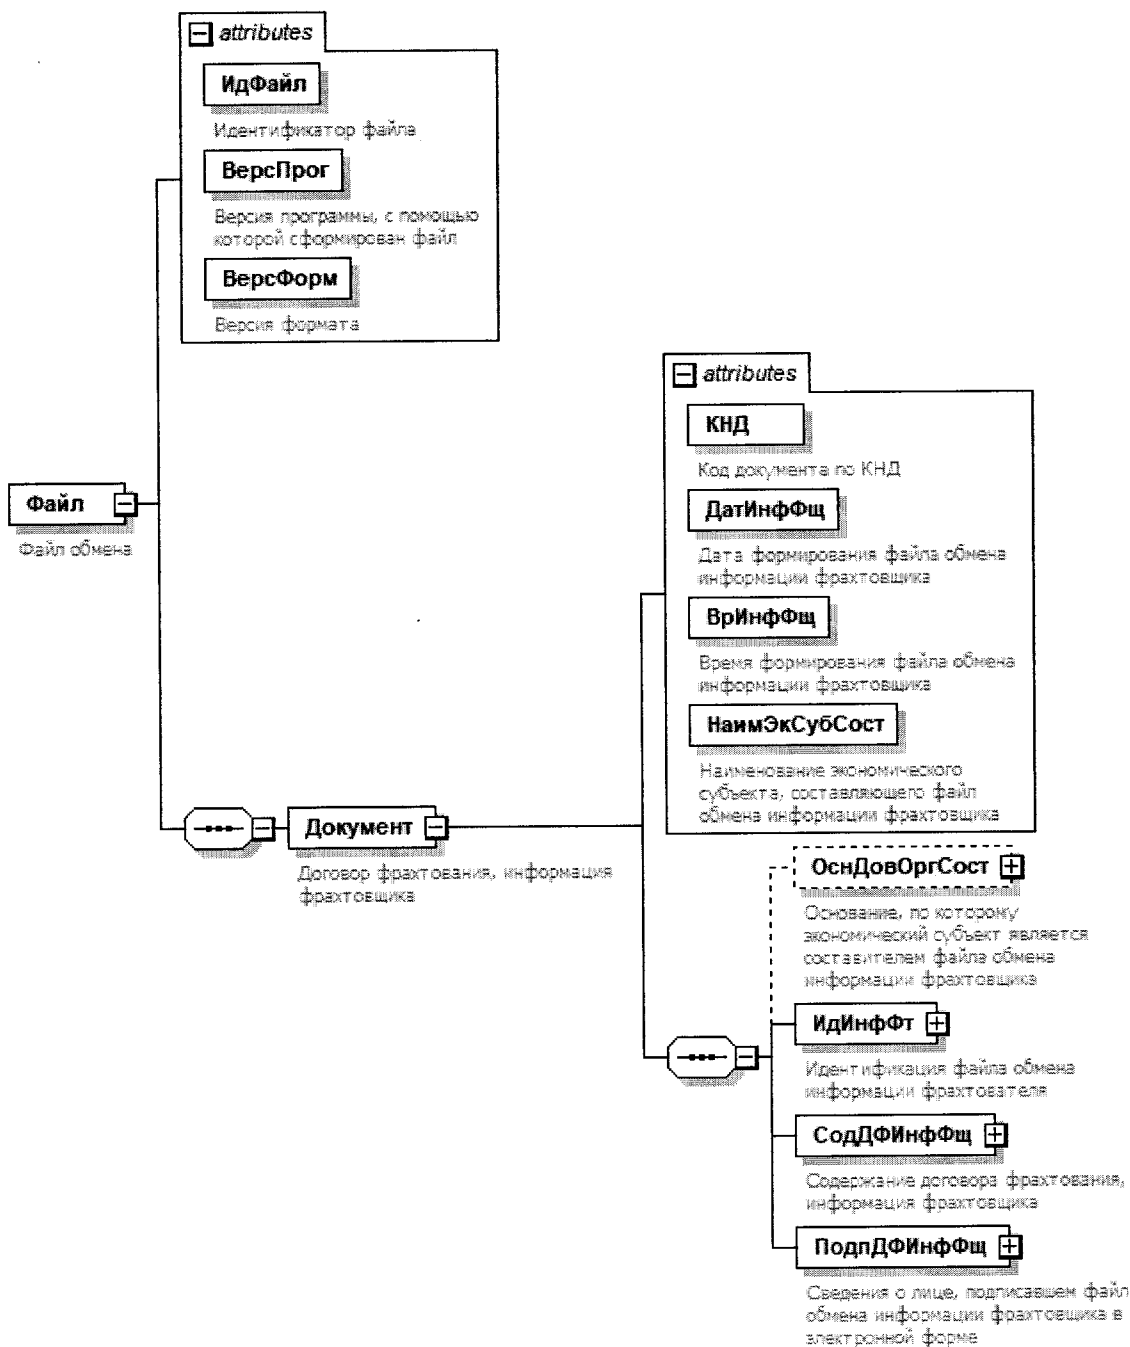 attributes
ИдФайл
Идентификатор файла
ВерсПрог
Версия программы, с помощью
которой сформирован файл
ВерсФорм
Версия формата
Файл
Файл обмена
attributes
КНД
Код документа по КНД
ДатИнфФщ
Дата формирования файла обмена
информации фрахтовщика
ВрИнфФщ
Время формирования файла обмена
информации фрахтовщика
НаимЭкСубСост
Наименование экономического
субъекта, составляющего файл
обмена информации фрахтовщика
Документ
Договор фрахтования, информация
фрахтовщика
ОснДовОргСост
Основание, по которому
экономический субъект является
составителем файла обмена
информации фрахтовщика
ИдИнфФт
Идентификация файла обмена
информации фрахтователя
СодДФИнфФщ
Содержание договора фрахтования,
информация фрахтовщика
ПодпДФИнфФщ
Сведения о лице, подписавшем файл
обмена информации фрахтовщика в
электронной форме